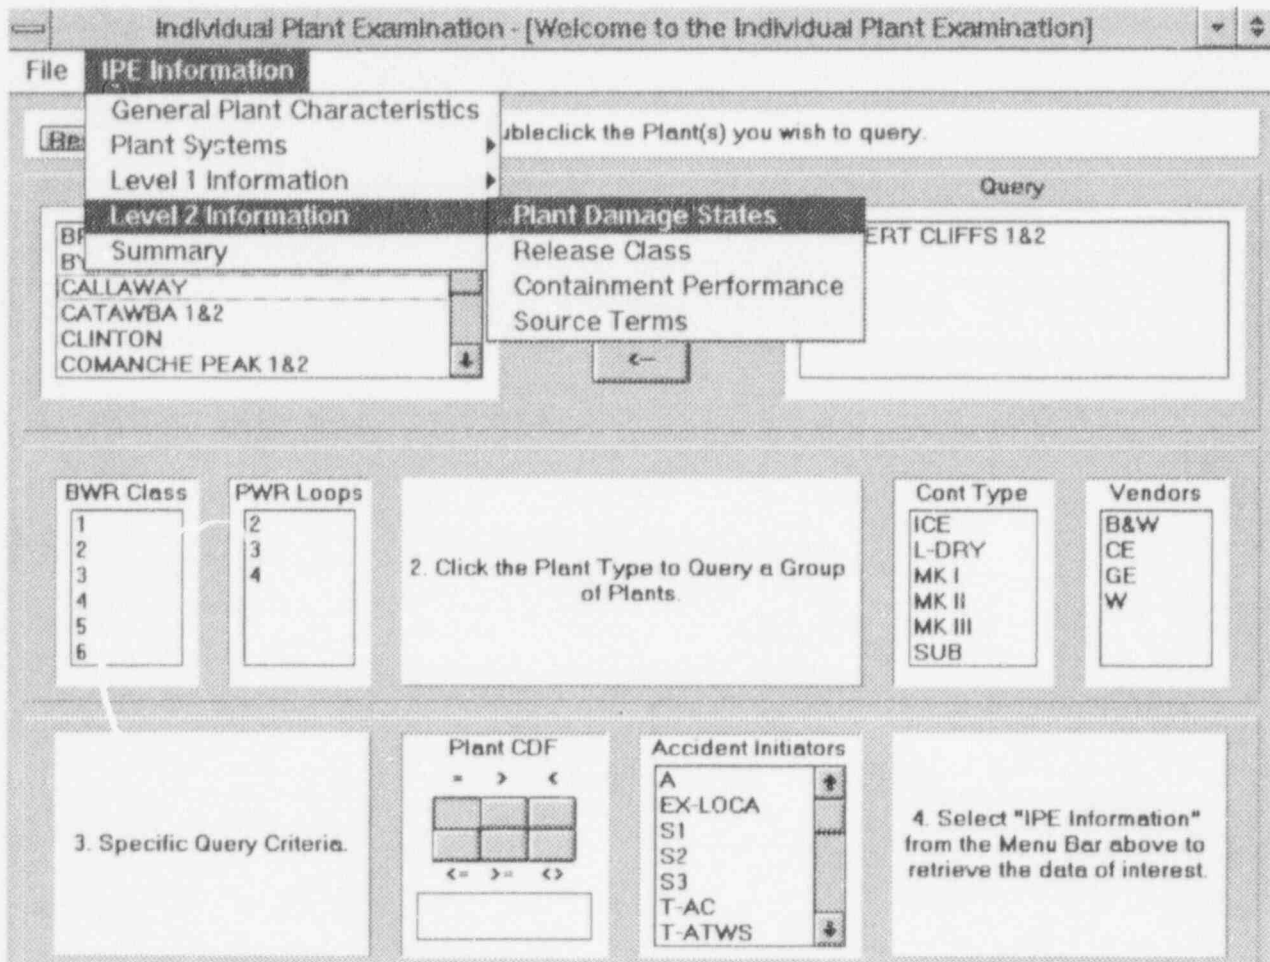 Individual Plant Examination - [Welcome to the Individual Plant Examination]
File IPE Information
General Plant Characteristics
Plant Systems
Level 1 Information
Level 2 Information
Summary
Plant Damage States
Release Class
Containment Performance
Source Terms
the Plant(s) you wish to query.
Query
ERT CLIFFS 1&2
CALLAWAY
CATAWBA 1&2
CLINTON
COMANCHE PEAK 1&2
<--
BWR Class
1
2
3
4
5
6
PWR Loops
2
3
4
2. Click the Plant Type to Query a Group
of Plants.
Cont Type
ICE
L-DRY
MK I
MK II
MK III
SUB
Vendors
B&W
CE
GE
W
3. Specific Query Criteria.
Plant CDF
= > <
<= >= <>
Accident Initiators
A
EX-LOCA
S1
S2
S3
T-AC
T-ATWS
4. Select "IPE Information"
from the Menu Bar above to
retrieve the data of interest.